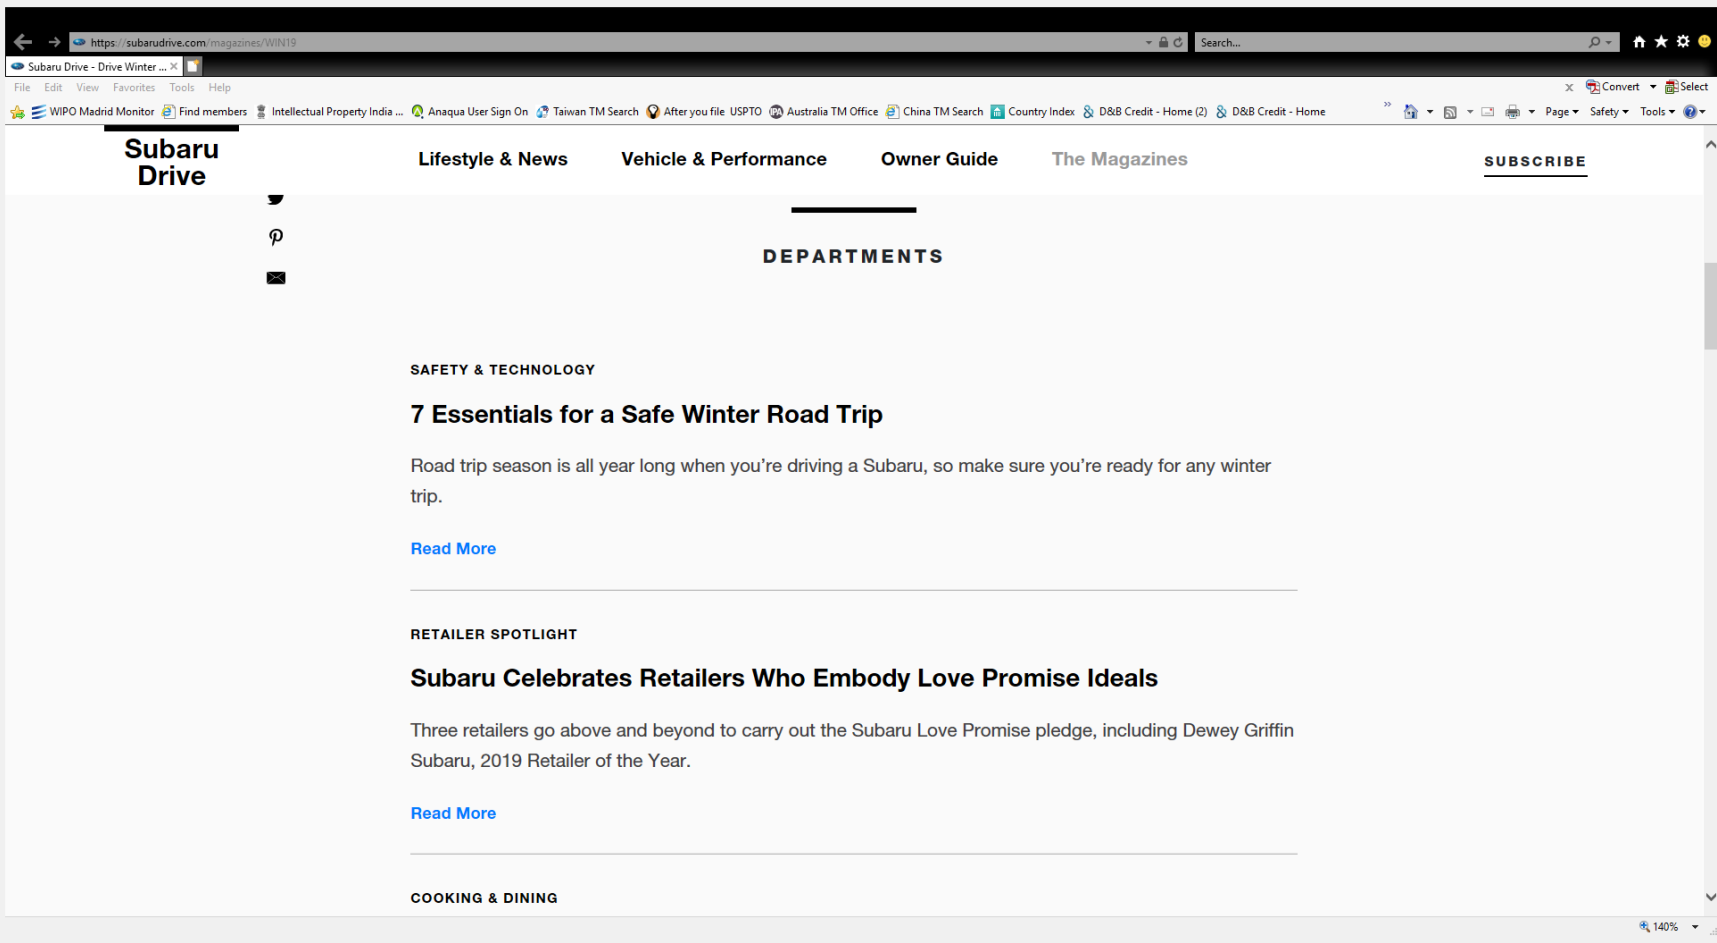 https://subarudrive.com/magazines/WIN19
Search...
Subaru Drive - Drive Winter ...
File Edit View Favorites Tools Help
x Convert Select
WIPO Madrid Monitor Find members Intellectual Property India ... Anaqua User Sign On Taiwan TM Search After you file USPTO Australia TM Office China TM Search Country Index D&B Credit - Home (2) D&B Credit - Home » Page Safety Tools
Subaru
Drive
Lifestyle & News Vehicle & Performance Owner Guide The Magazines SUBSCRIBE
DEPARTMENTS
SAFETY & TECHNOLOGY
7 Essentials for a Safe Winter Road Trip
Road trip season is all year long when you’re driving a Subaru, so make sure you’re ready for any winter
trip.
Read More
RETAILER SPOTLIGHT
Subaru Celebrates Retailers Who Embody Love Promise Ideals
Three retailers go above and beyond to carry out the Subaru Love Promise pledge, including Dewey Griffin
Subaru, 2019 Retailer of the Year.
Read More
COOKING & DINING
140%